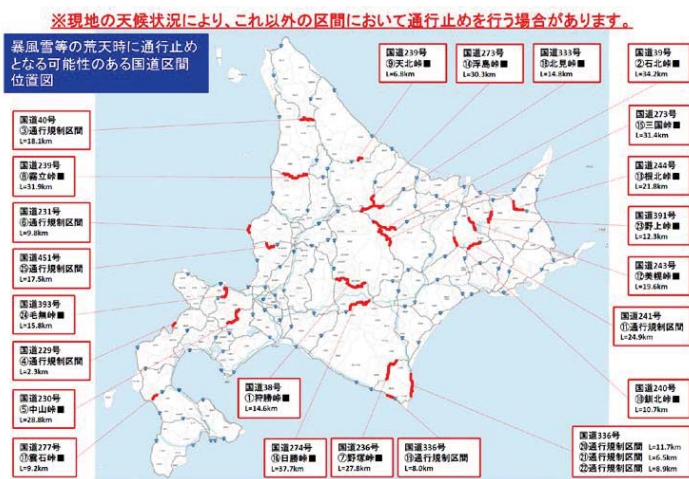 ※現地の天候状況により、これ以外の区間において通行止めを行う場合があります。
暴風雪等の荒天時に通行止め
となる可能性のある国道区間
位置図
国道239号
⑨天北峠■
L=6.8km
国道273号
⑭浮島峠■
L=30.3km
国道333号
⑱北見峠■
L=14.8km
国道39号
②石北峠■
L=34.2km
国道40号
③通行規制区間
L=18.1km
国道239号
⑧霧立峠■
L=31.9km
国道231号
⑥通行規制区間
L=9.8km
国道451号
㉕通行規制区間
L=17.5km
国道393号
㉔毛無峠■
L=15.8km
国道229号
④通行規制区間
L=2.3km
国道230号
⑤中山峠■
L=28.8km
国道277号
⑰雲石峠■
L=9.2km
国道273号
⑮三国峠■
L=31.4km
国道244号
⑬根北峠■
L=21.8km
国道391号
㉓野上峠■
L=12.3km
国道243号
⑫美幌峠■
L=19.6km
国道241号
⑪通行規制区間
L=24.9km
国道240号
⑩釧北峠■
L=10.7km
国道38号
①狩勝峠■
L=14.6km
国道274号
⑯日勝峠■
L=37.7km
国道236号
⑦野塚峠■
L=27.8km
国道336号
⑲通行規制区間
L=8.0km
国道336号
⑳通行規制区間 L=11.7km
㉑通行規制区間 L=6.5km
㉒通行規制区間 L=8.9km